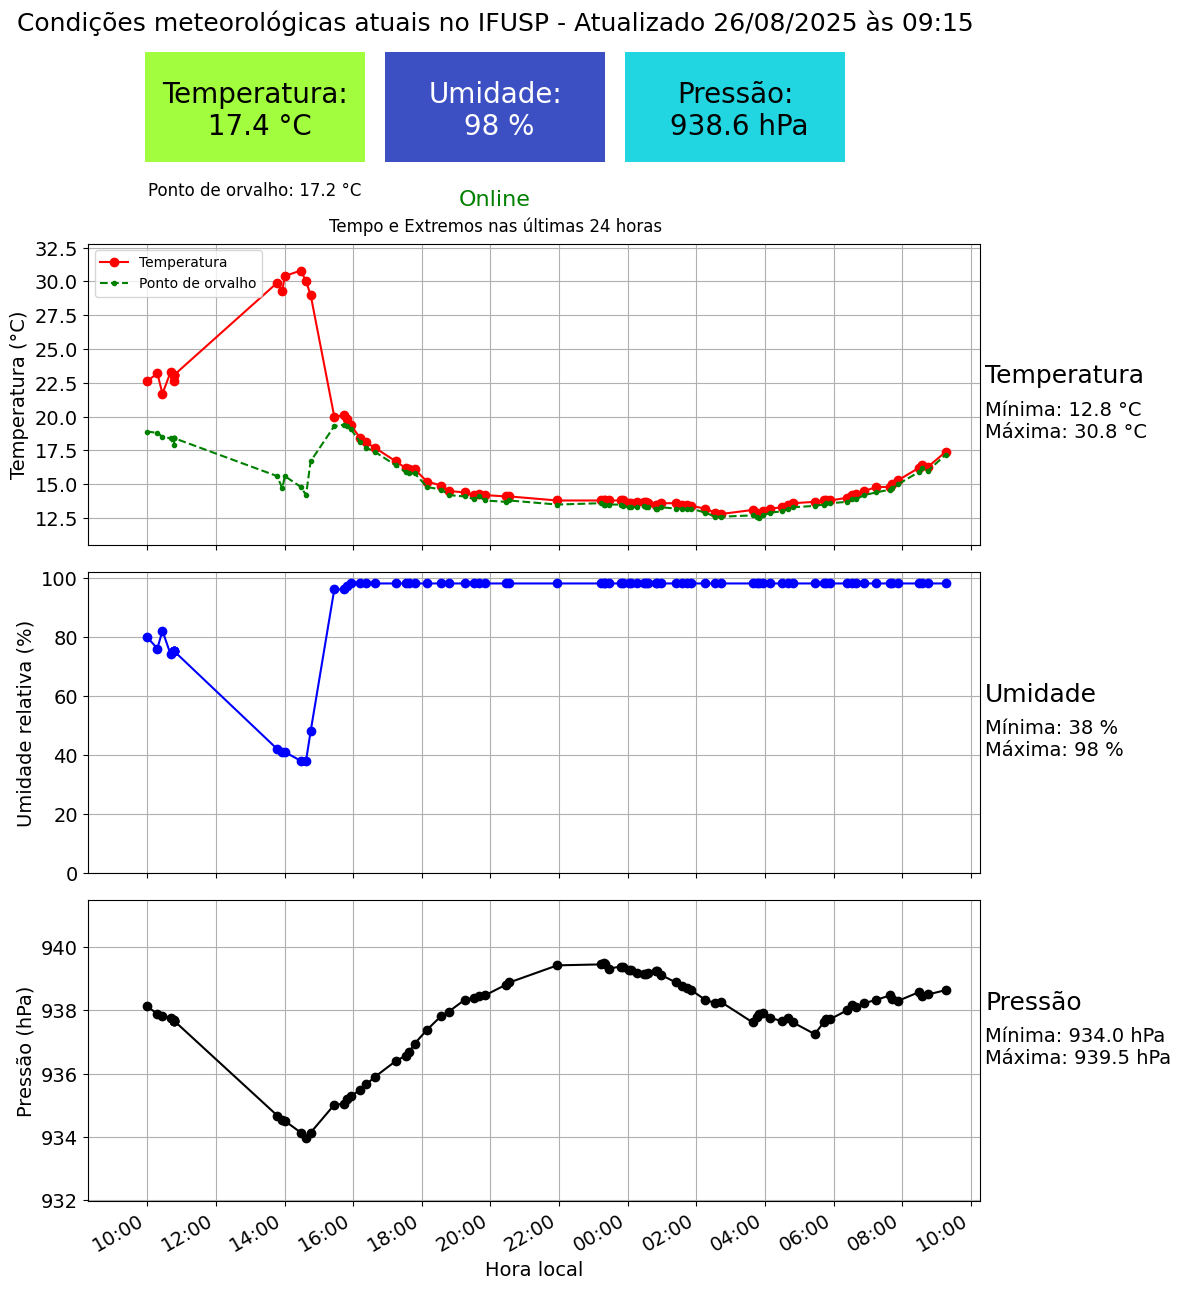 Condições meteorológicas atuais no IFUSP - Atualizado 26/08/2025 às 09:15
Temperatura:
17.4 °C
Umidade:
98 %
Pressão:
938.6 hPa
Ponto de orvalho: 17.2 °C
Online
Tempo e Extremos nas últimas 24 horas
Temperatura
Ponto de orvalho
Temperatura (°C)
32.5
30.0
27.5
25.0
22.5
20.0
17.5
15.0
12.5
Temperatura
Mínima: 12.8 °C
Máxima: 30.8 °C
Umidade relativa (%)
100
80
60
40
20
0
Umidade
Mínima: 38 %
Máxima: 98 %
Pressão (hPa)
940
938
936
934
932
Pressão
Mínima: 934.0 hPa
Máxima: 939.5 hPa
10:00
12:00
14:00
16:00
18:00
20:00
22:00
00:00
02:00
04:00
06:00
08:00
10:00
Hora local